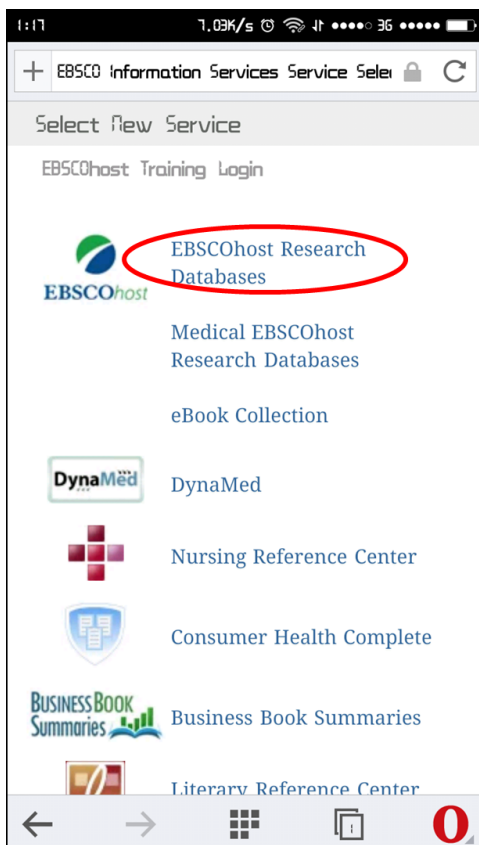 1:17 7.03K/s 3G
EBSCO Information Services Service Selec
Select New Service
EBSCOhost Training Login
EBSCOhost
EBSCOhost Research
Databases
Medical EBSCOhost
Research Databases
eBook Collection
DynaMed
DynaMed
Nursing Reference Center
Consumer Health Complete
BUSINESS BOOK
Summaries
Business Book Summaries
Literary Reference Center
1